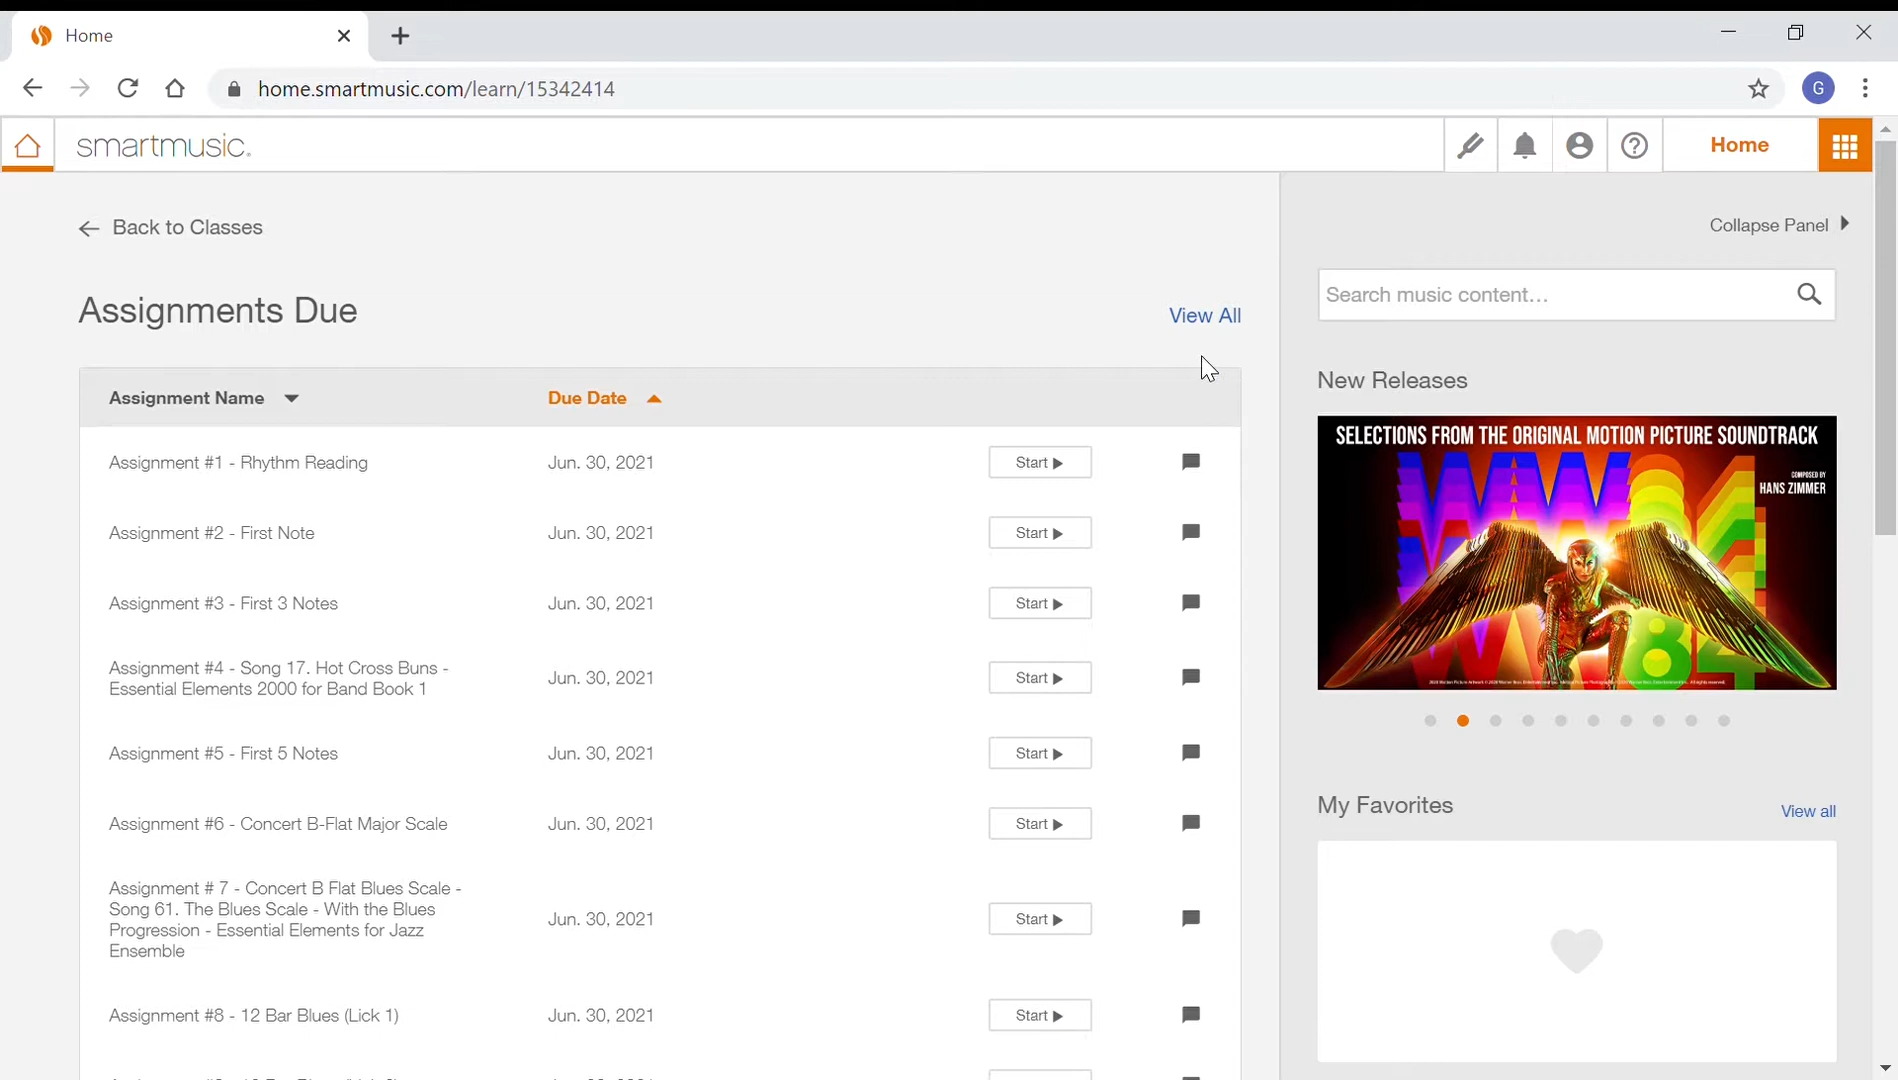 Home
home.smartmusic.com/learn/15342414
G
smartmusic.
Home
Back to Classes
Collapse Panel
Assignments Due
View All
Search music content...
New Releases
Assignment Name
Due Date
SELECTIONS FROM THE ORIGINAL MOTION PICTURE SOUNDTRACK
COMPOSED BY
HANS ZIMMER
Assignment #1 - Rhythm Reading
Jun. 30, 2021
Start
Assignment #2 - First Note
Jun. 30, 2021
Start
Assignment #3 - First 3 Notes
Jun. 30, 2021
Start
Assignment #4 - Song 17. Hot Cross Buns -
Essential Elements 2000 for Band Book 1
Jun. 30, 2021
Start
Assignment #5 - First 5 Notes
Jun. 30, 2021
Start
Assignment #6 - Concert B-Flat Major Scale
Jun. 30, 2021
Start
Assignment # 7 - Concert B Flat Blues Scale -
Song 61. The Blues Scale - With the Blues
Progression - Essential Elements for Jazz
Ensemble
Jun. 30, 2021
Start
Assignment #8 - 12 Bar Blues (Lick 1)
Jun. 30, 2021
Start
WW84
My Favorites
View all